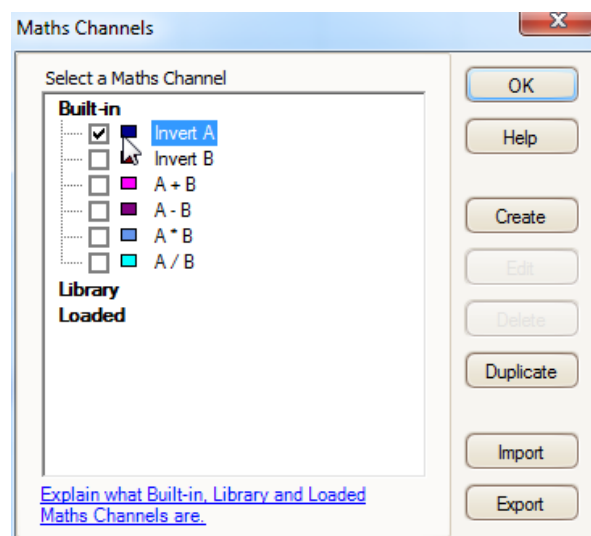 Maths Channels
Select a Maths Channel
Built-in
Invert A
Invert B
A + B
A - B
A * B
A / B
Library
Loaded
Explain what Built-in, Library and Loaded
Maths Channels are.
OK
Help
Create
Edit
Delete
Duplicate
Import
Export